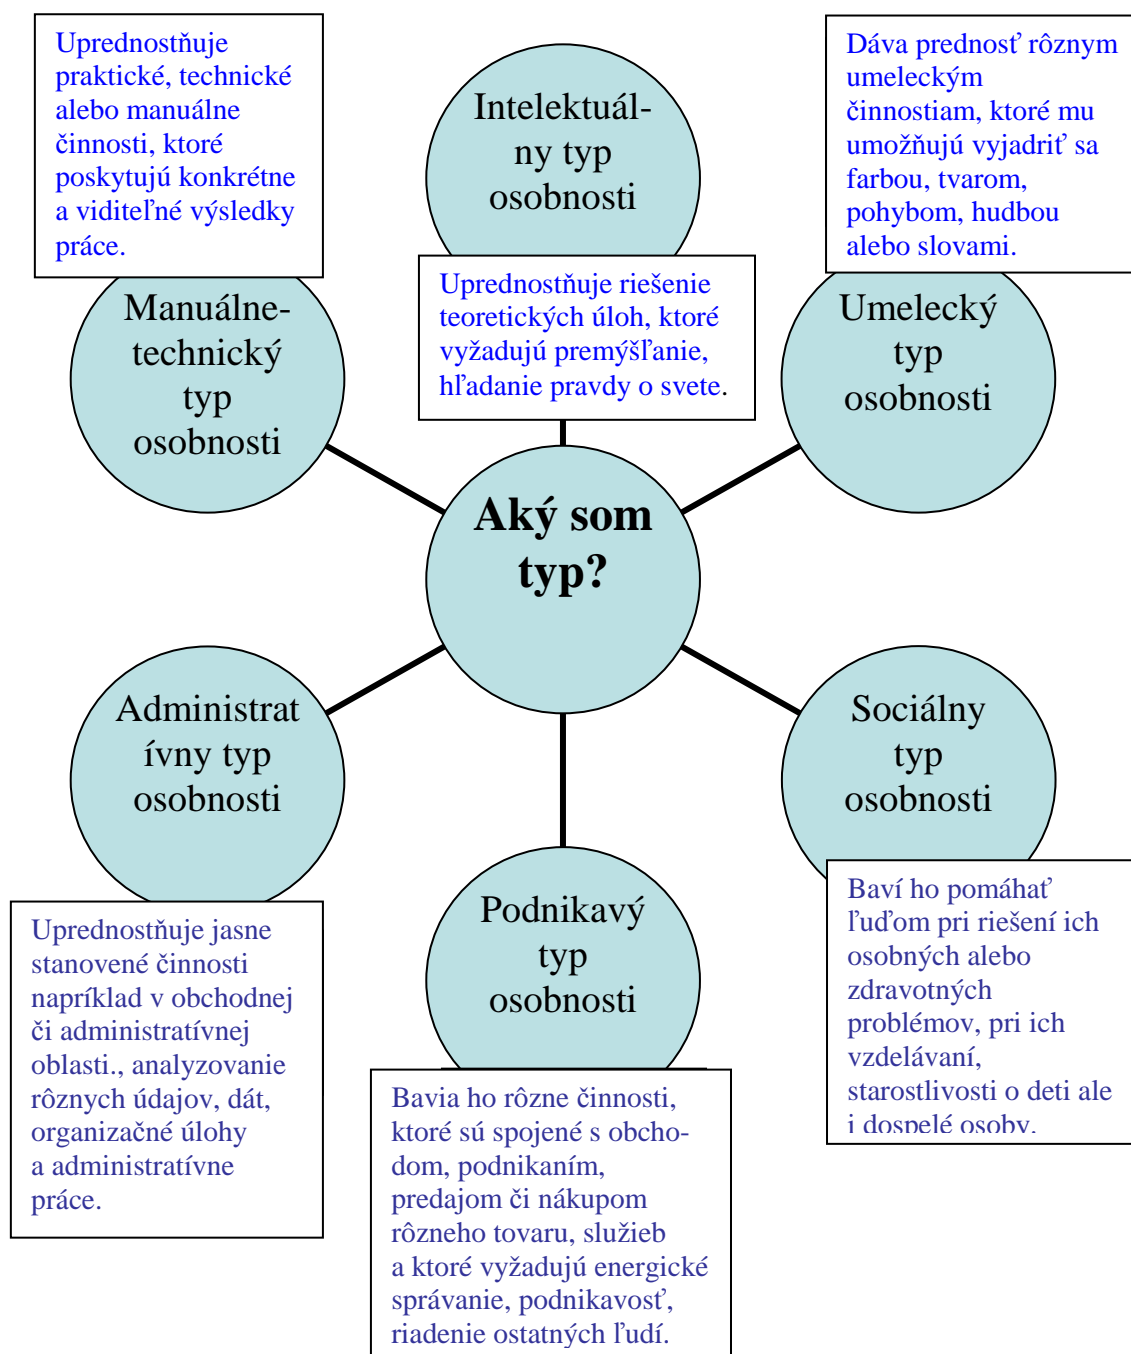 Uprednostňuje
praktické, technické
alebo manuálne
činnosti, ktoré
poskytujú konkrétne
a viditeľné výsledky
práce.
Manuálne-
technický
typ
osobnosti
Intelektuál-
ny typ
osobnosti
Uprednostňuje riešenie
teoretických úloh, ktoré
vyžadujú premýšľanie,
hľadanie pravdy o svete.
Dáva prednosť rôznym
umeleckým
činnostiam, ktoré mu
umožňujú vyjadriť sa
farbou, tvarom,
pohybom, hudbou
alebo slovami.
Umelecký
typ
osobnosti
Aký som
typ?
Administrat
ívny typ
osobnosti
Uprednostňuje jasne
stanovené činnosti
napríklad v obchodnej
či administratívnej
oblasti., analyzovanie
rôznych údajov, dát,
organizačné úlohy
a administratívne
práce.
Podnikavý
typ
osobnosti
Bavia ho rôzne činnosti,
ktoré sú spojené s obcho-
dom, podnikaním,
predajom či nákupom
rôzneho tovaru, služieb
a ktoré vyžadujú energické
správanie, podnikavosť,
riadenie ostatných ľudí.
Sociálny
typ
osobnosti
Baví ho pomáhať
ľuďom pri riešení ich
osobných alebo
zdravotných
problémov, pri ich
vzdelávaní,
starostlivosti o deti ale
i dospelé osoby.